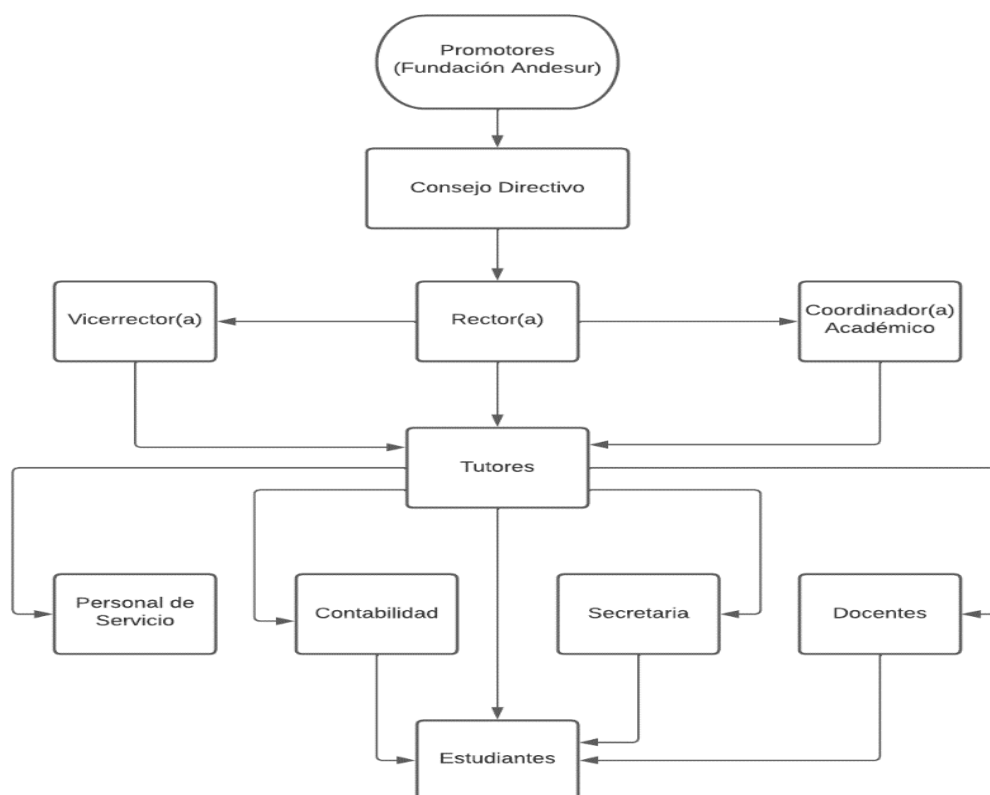 Promotores
(Fundación Andesur)
Consejo Directivo
Vicerrector(a)
Rector(a)
Coordinador(a)
Académico
Tutores
Personal de
Servicio
Contabilidad
Secretaria
Docentes
Estudiantes